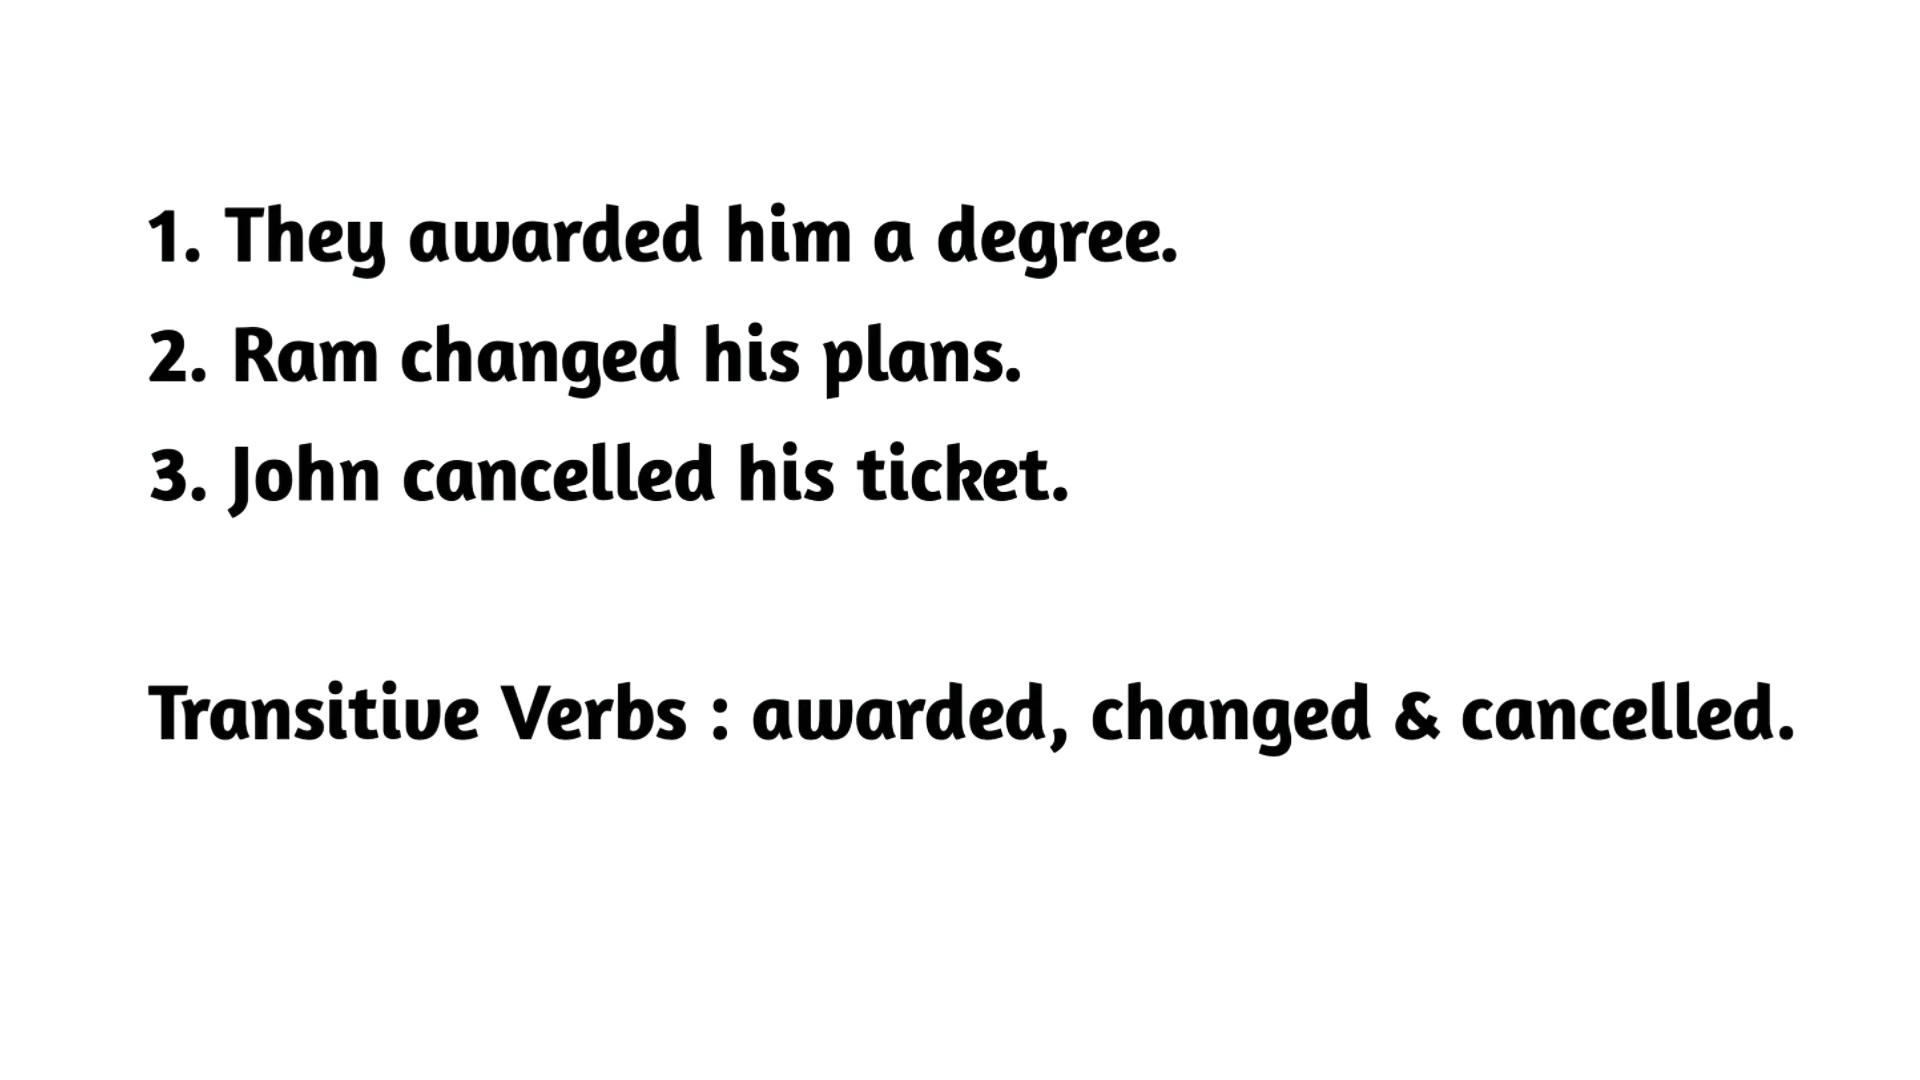 1. They awarded him a degree.
2. Ram changed his plans.
3. John cancelled his ticket.
Transitive Verbs : awarded, changed & cancelled.